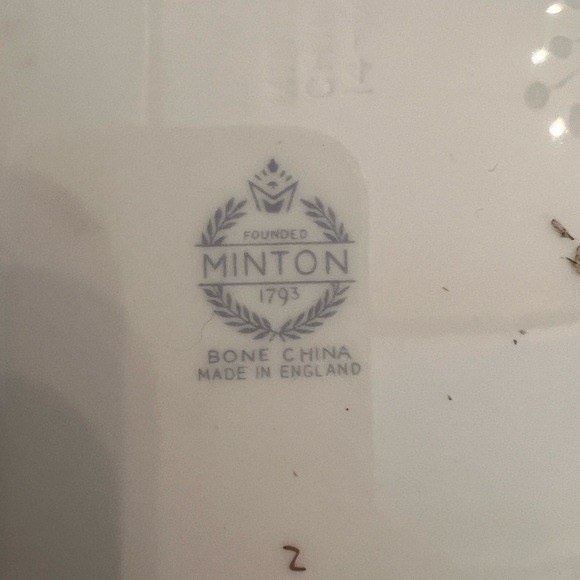 FOUNDED
MINTON
1793
BONE CHINA
MADE IN ENGLAND
2